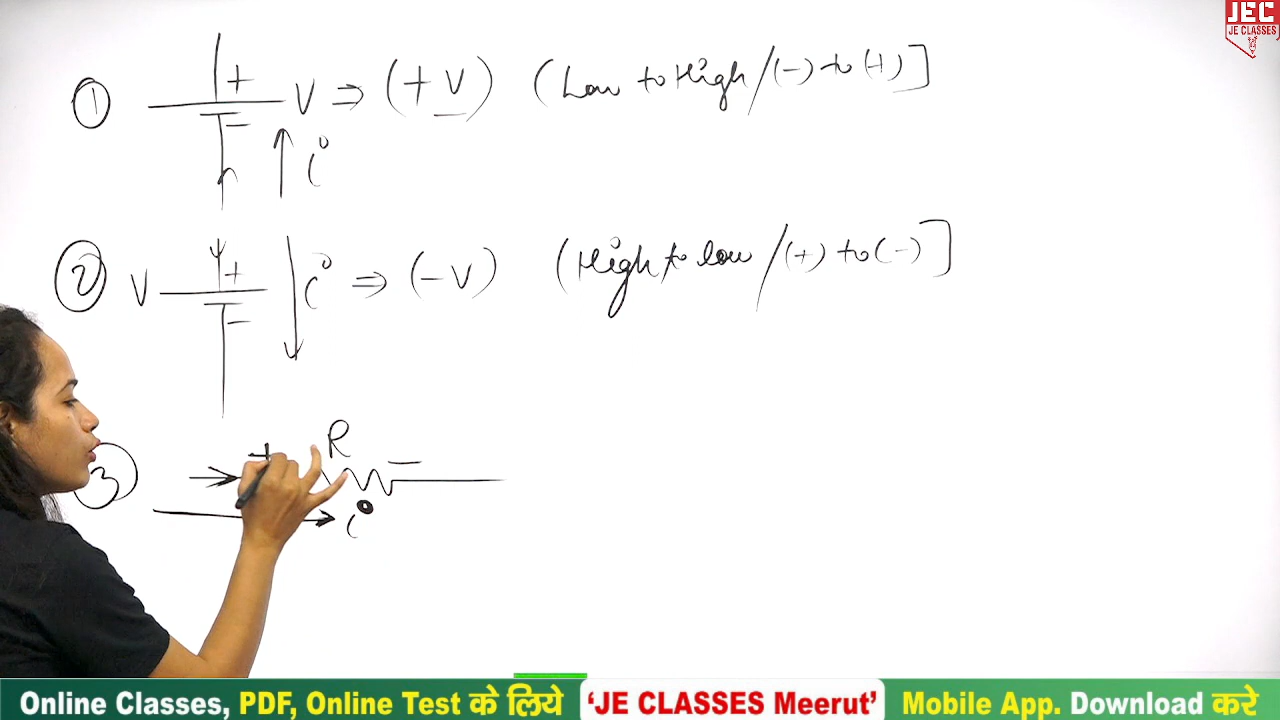 JEC
JE CLASSES
① + - V ⇒ (+V) (Low to High/(-) to (+)]
i
② V + - i ⇒ (-V) (High to low/(+) to (-)]
③ + R -
i
Online Classes, PDF, Online Test के लिये 'JE CLASSES Meerut' Mobile App. Download करे